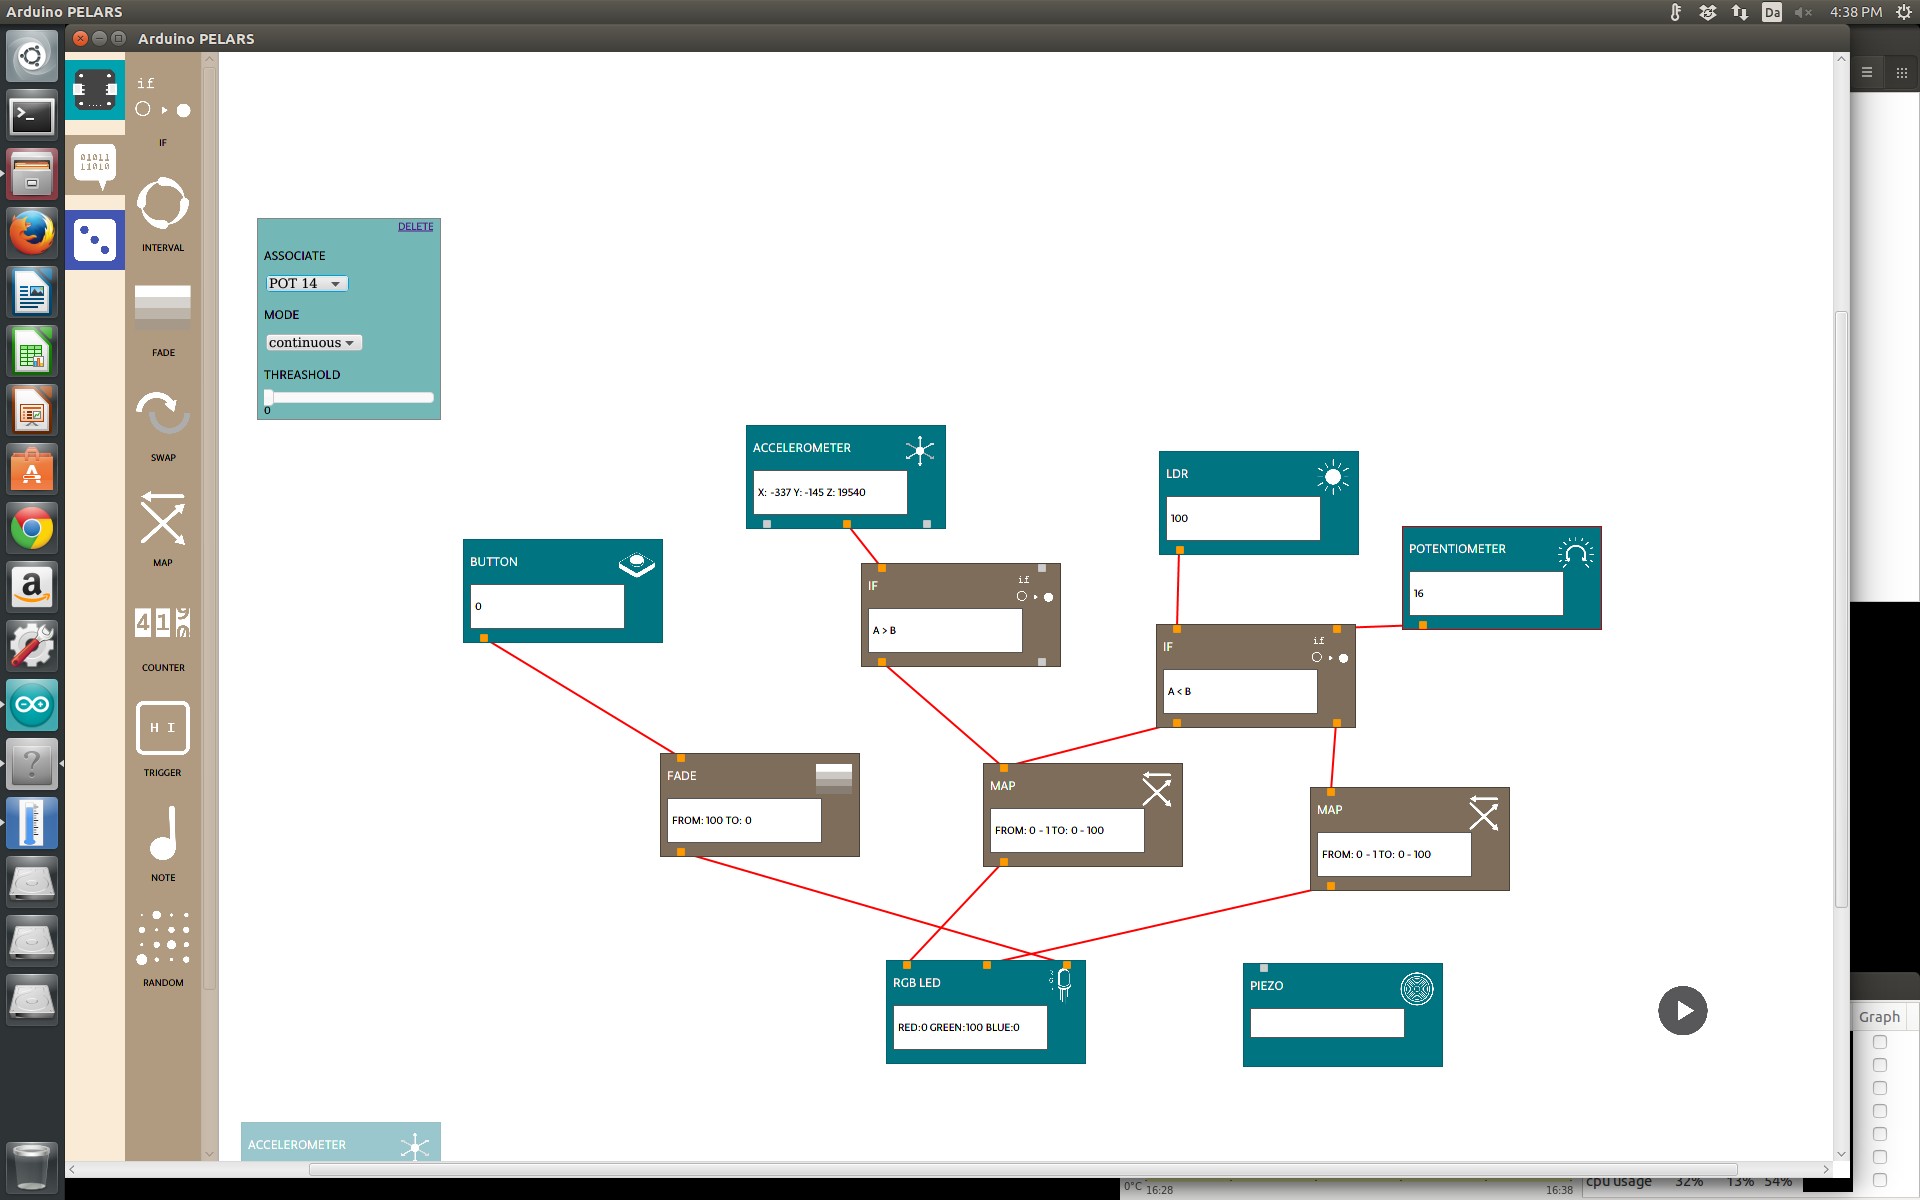 Arduino PELARS
Da
4:38 PM
Arduino PELARS
if
IF
01011
11010
INTERVAL
FADE
SWAP
MAP
COUNTER
H I
TRIGGER
NOTE
RANDOM
DELETE
ASSOCIATE
POT 14
MODE
continuous
THREASHOLD
0
ACCELEROMETER
X: -337 Y: -145 Z: 19540
LDR
100
POTENTIOMETER
16
BUTTON
0
IF
if
A > B
IF
if
A < B
FADE
FROM: 100 TO: 0
MAP
FROM: 0 - 1 TO: 0 - 100
MAP
FROM: 0 - 1 TO: 0 - 100
RGB LED
RED:0 GREEN:100 BLUE:0
PIEZO
Graph
ACCELEROMETER
0°C
16:28
16:38
cpu usage 32% 13% 54%